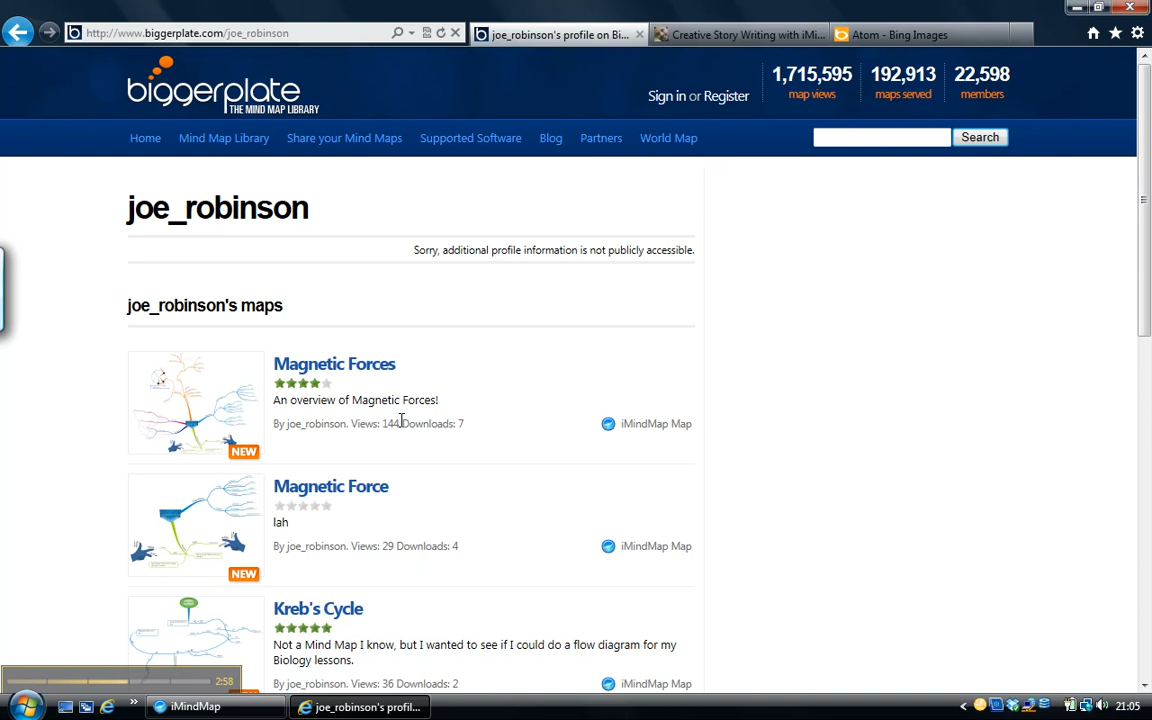 http://www.biggerplate.com/joe_robinson
joe_robinson's profile on Bi...
Creative Story Writing with iMi...
Atom - Bing Images
biggerplate
THE MIND MAP LIBRARY
Sign in or Register
1,715,595
map views
192,913
maps served
22,598
members
Home
Mind Map Library
Share your Mind Maps
Supported Software
Blog
Partners
World Map
Search
joe_robinson
Sorry, additional profile information is not publicly accessible.
joe_robinson's maps
Magnetic Forces
An overview of Magnetic Forces!
By joe_robinson. Views: 144 Downloads: 7
iMindMap Map
NEW
Magnetic Force
lah
By joe_robinson. Views: 29 Downloads: 4
iMindMap Map
NEW
Kreb's Cycle
Not a Mind Map I know, but I wanted to see if I could do a flow diagram for my
Biology lessons.
By joe_robinson. Views: 36 Downloads: 2
iMindMap Map
2:58
iMindMap
joe_robinson's profil...
21:05